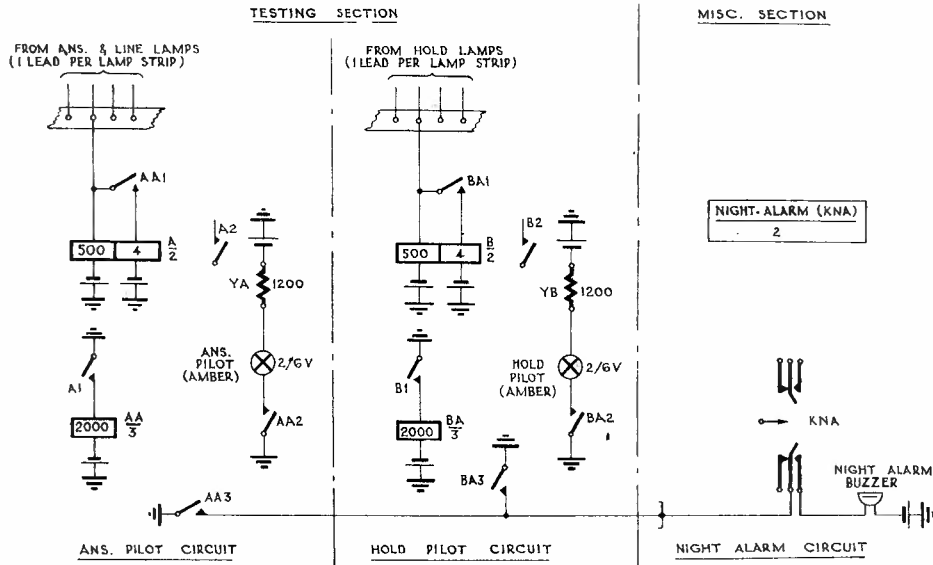 TESTING SECTION
MISC. SECTION
FROM ANS. & LINE LAMPS
(1 LEAD PER LAMP STRIP)
FROM HOLD LAMPS
(1 LEAD PER LAMP STRIP)
AA1
BA1
500
4
A
2
A2
YA
1200
500
4
B
2
B2
YB
1200
NIGHT-ALARM (KNA)
2
A1
ANS.
PILOT
(AMBER)
2/6V
B1
HOLD
PILOT
(AMBER)
2/6V
2000
AA
3
AA2
2000
BA
3
BA2
KNA
AA3
BA3
NIGHT ALARM
BUZZER
ANS. PILOT CIRCUIT
HOLD PILOT CIRCUIT
NIGHT ALARM CIRCUIT